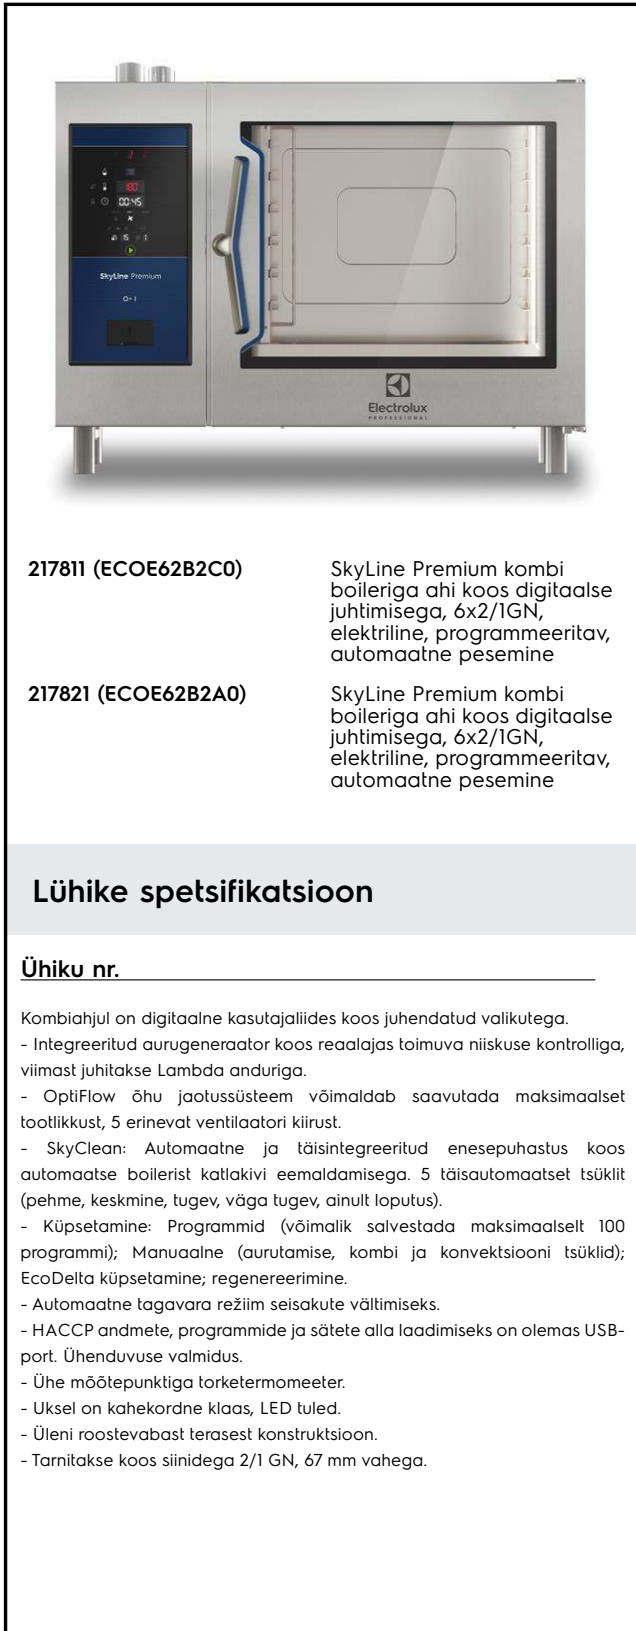 180
00:45
SkyLine Premium
O I
Electrolux
PROFESSIONAL
217811 (ECOE62B2C0)
SkyLine Premium kombi
boileriga ahi koos digitaalse
juhtimisega, 6x2/1GN,
elektriline, programmeeritav,
automaatne pesemine
217821 (ECOE62B2A0)
SkyLine Premium kombi
boileriga ahi koos digitaalse
juhtimisega, 6x2/1GN,
elektriline, programmeeritav,
automaatne pesemine
Lühike spetsifikatsioon
Ühiku nr.
Kombiahjul on digitaalne kasutajaliides koos juhendatud valikutega.
- Integreeritud aurugeneraator koos reaalajas toimuva niiskuse kontrolliga,
viimast juhitakse Lambda anduriga.
- OptiFlow õhu jaotussüsteem võimaldab saavutada maksimaalset
tootlikkust, 5 erinevat ventilaatori kiirust.
- SkyClean: Automaatne ja täisintegreeritud enesepuhastus koos
automaatse boilerist katlakivi eemaldamisega. 5 täisautomaatset tsüklit
(pehme, keskmine, tugev, väga tugev, ainult loputus).
- Küpsetamine: Programmid (võimalik salvestada maksimaalselt 100
programmi); Manuaalne (aurutamise, kombi ja konvektsiooni tsüklid);
EcoDelta küpsetamine; regenereerimine.
- Automaatne tagavara režiim seisakute vältimiseks.
- HACCP andmete, programmide ja sätete alla laadimiseks on olemas USB-
port. Ühenduvuse valmidus.
- Ühe mõõtepunktiga torketermomeeter.
- Uksel on kahekordne klaas, LED tuled.
- Üleni roostevabast terasest konstruktsioon.
- Tarnitakse koos siinidega 2/1 GN, 67 mm vahega.